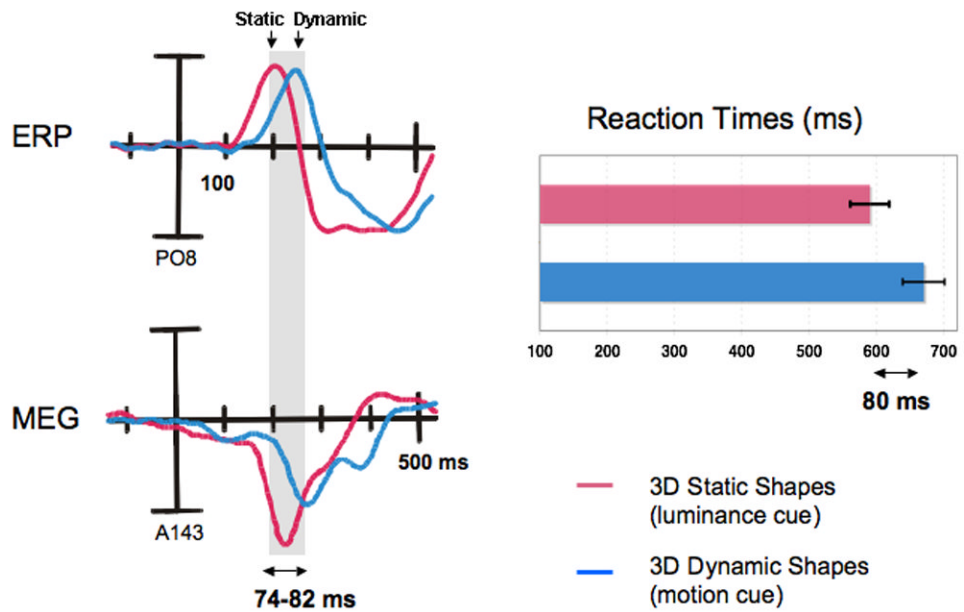 Static Dynamic
ERP
100
PO8
MEG
500 ms
A143
74-82 ms
Reaction Times (ms)
100 200 300 400 500 600 700
80 ms
3D Static Shapes
(luminance cue)
3D Dynamic Shapes
(motion cue)